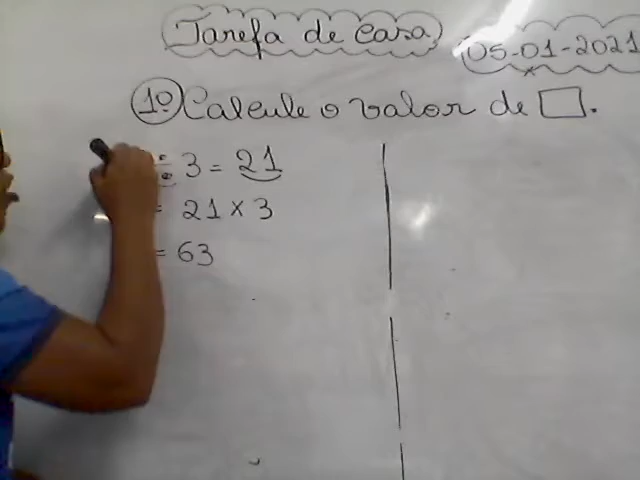 Tarefa de Casa
05-01-2021
1º Calcule o valor de □.
÷ 3 = 21
= 21 x 3
= 63